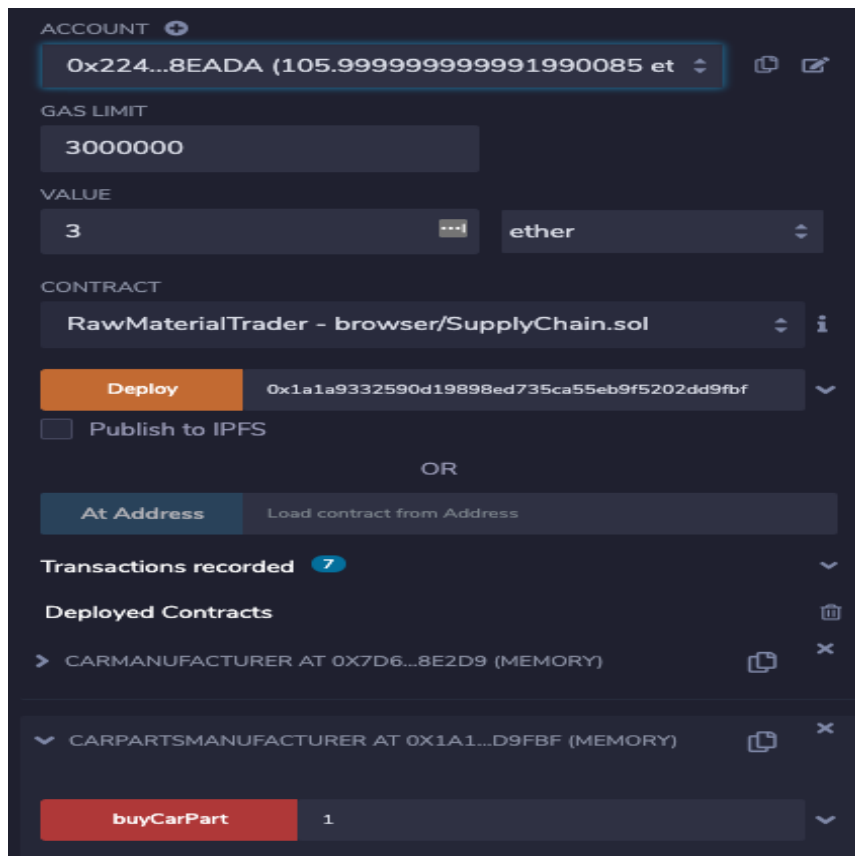 ACCOUNT
0x224...8EADA (105.999999999991990085 et
GAS LIMIT
3000000
VALUE
3 ether
CONTRACT
RawMaterialTrader - browser/SupplyChain.sol
Deploy 0x1a1a9332590d19898ed735ca55eb9f5202dd9fbf
Publish to IPFS
OR
At Address Load contract from Address
Transactions recorded 7
Deployed Contracts
CARMANUFACTURER AT 0X7D6...8E2D9 (MEMORY)
CARPARTSMANUFACTURER AT 0X1A1...D9FBF (MEMORY)
buyCarPart 1